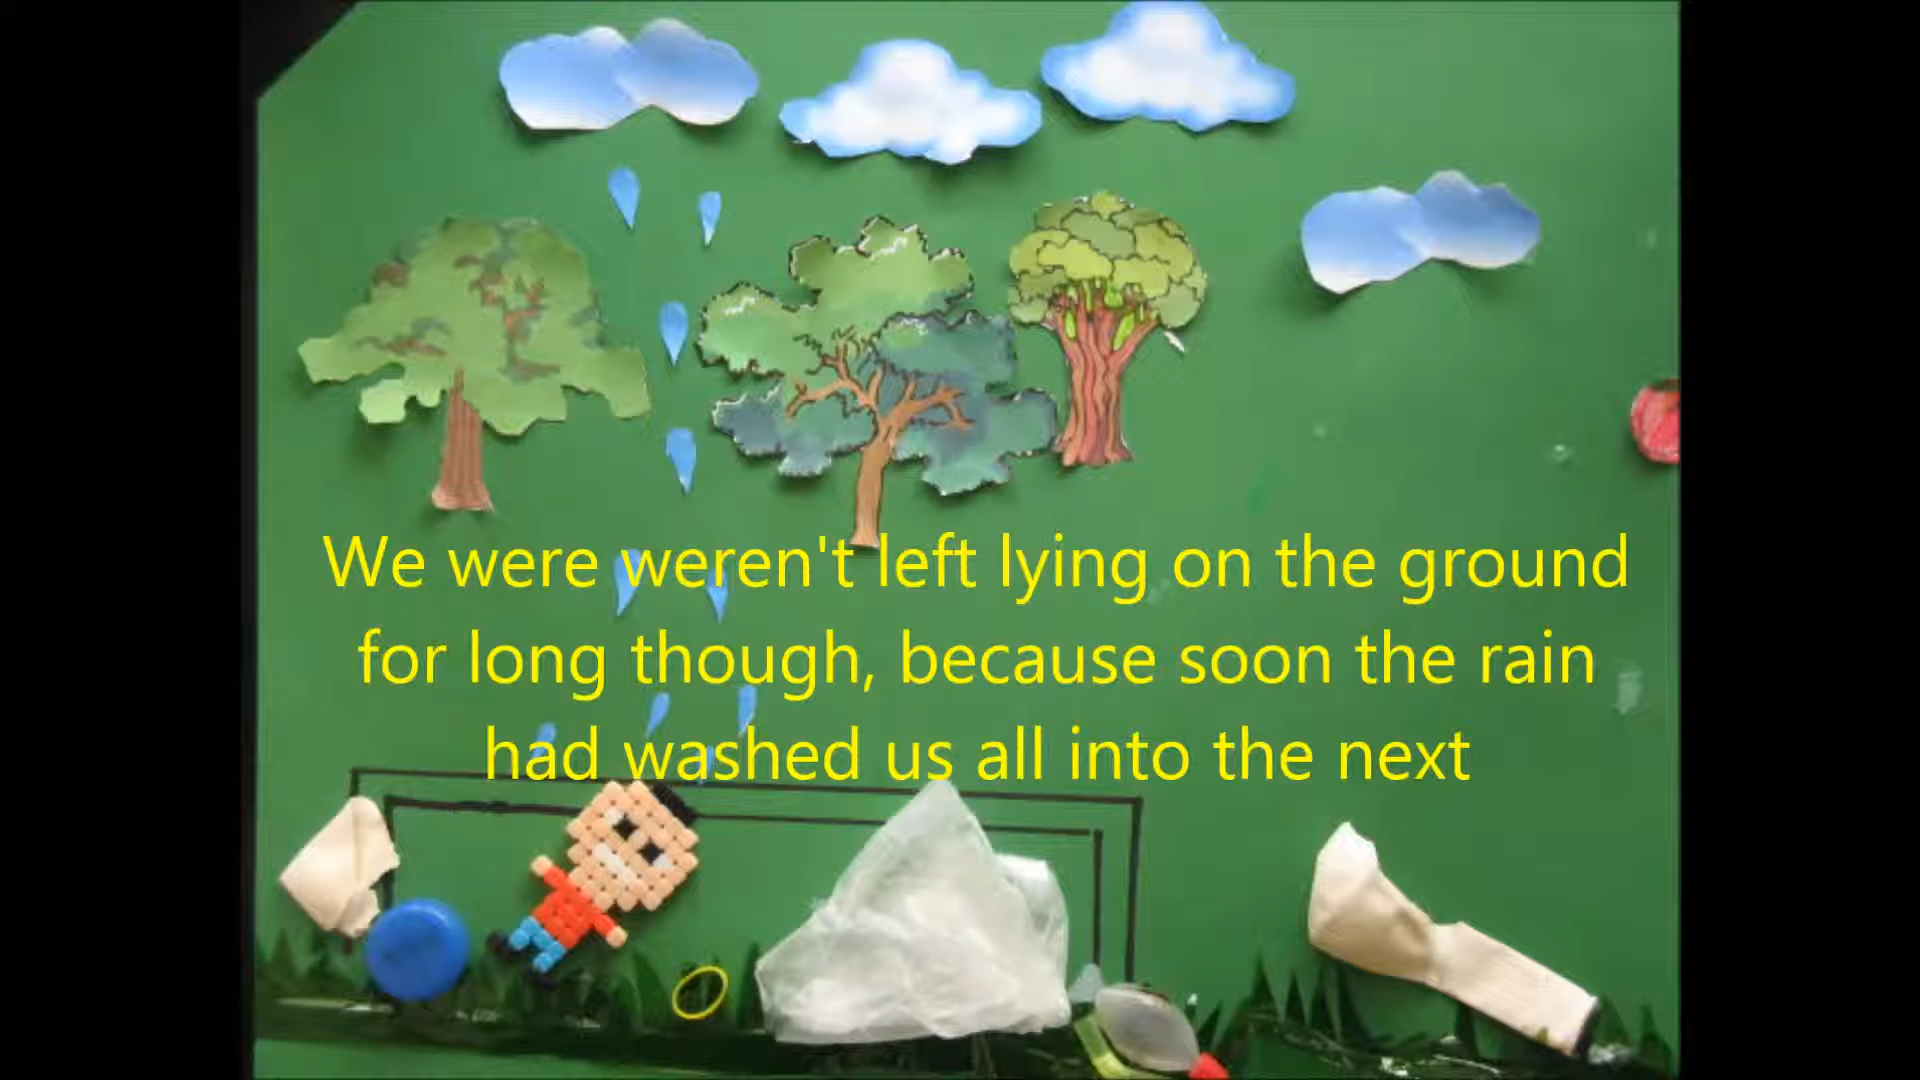 We were weren't left lying on the ground
for long though, because soon the rain
had washed us all into the next